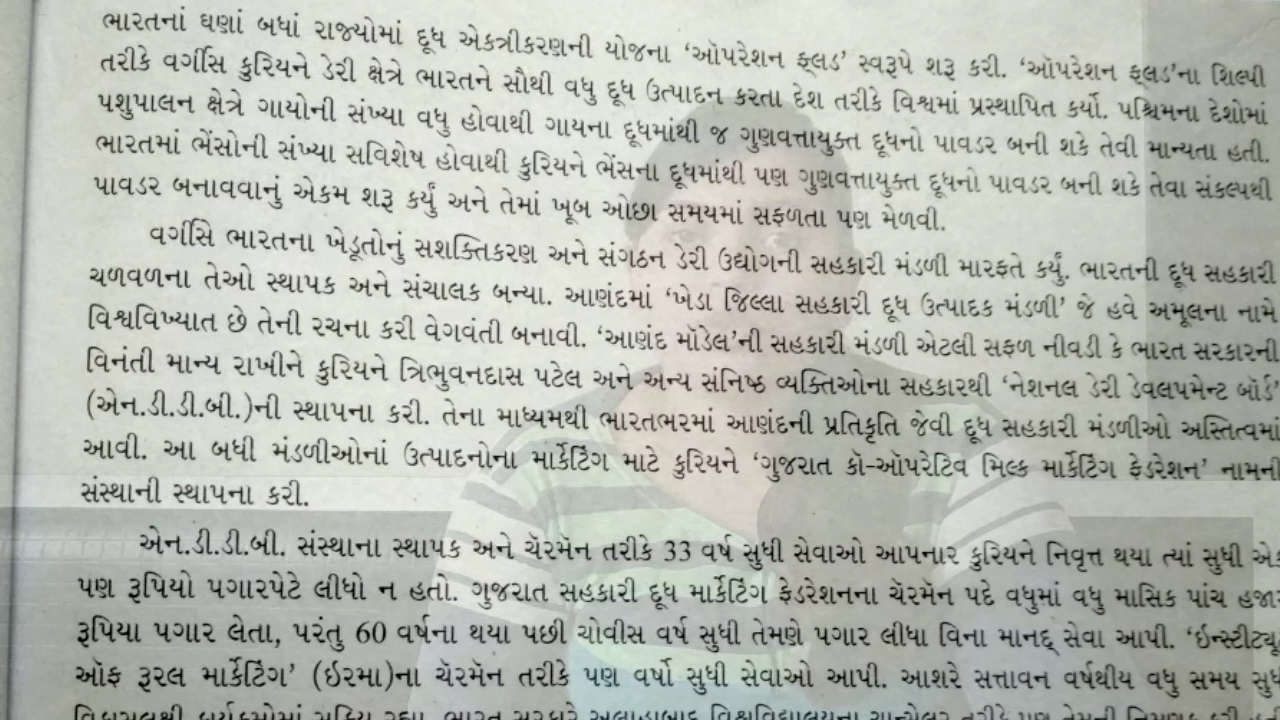 ભારતનાં ઘણાં બધાં રાજ્યોમાં દૂધ એકત્રીકરણની યોજના ‘ઑપરેશન ફ્લડ’ સ્વરૂપે શરૂ કરી. ‘ઑપરેશન ફ્લડ’ના શિલ્પી
તરીકે વર્ગીસ કુરિયને ડેરી ક્ષેત્રે ભારતને સૌથી વધુ દૂધ ઉત્પાદન કરતા દેશ તરીકે વિશ્વમાં પ્રસ્થાપિત કર્યો. પશ્ચિમના દેશોમાં
પશુપાલન ક્ષેત્રે ગાયોની સંખ્યા વધુ હોવાથી ગાયના દૂધમાંથી જ ગુણવત્તાયુક્ત દૂધનો પાવડર બની શકે તેવી માન્યતા હતી.
ભારતમાં ભેંસોની સંખ્યા સવિશેષ હોવાથી કુરિયને ભેંસના દૂધમાંથી પણ ગુણવત્તાયુક્ત દૂધનો પાવડર બની શકે તેવા સંકલ્પથી
પાવડર બનાવવાનું એકમ શરૂ કર્યું અને તેમાં ખૂબ ઓછા સમયમાં સફળતા પણ મેળવી.
વર્ગીસે ભારતના ખેડૂતોનું સશક્તિકરણ અને સંગઠન ડેરી ઉદ્યોગની સહકારી મંડળી મારફતે કર્યું. ભારતની દૂધ સહકારી
ચળવળના તેઓ સ્થાપક અને સંચાલક બન્યા. આણંદમાં ‘ખેડા જિલ્લા સહકારી દૂધ ઉત્પાદક મંડળી’ જે હવે અમૂલના નામે
વિશ્વવિખ્યાત છે તેની રચના કરી વેગવંતી બનાવી. ‘આણંદ મૉડેલ’ની સહકારી મંડળી એટલી સફળ નીવડી કે ભારત સરકારની
વિનંતી માન્ય રાખીને કુરિયને ત્રિભુવનદાસ પટેલ અને અન્ય સંનિષ્ઠ વ્યક્તિઓના સહકારથી ‘નેશનલ ડેરી ડેવલપમેન્ટ બૉર્ડ’
(એન.ડી.ડી.બી.)ની સ્થાપના કરી. તેના માધ્યમથી ભારતભરમાં આણંદની પ્રતિકૃતિ જેવી દૂધ સહકારી મંડળીઓ અસ્તિત્વમાં
આવી. આ બધી મંડળીઓનાં ઉત્પાદનોના માર્કેટિંગ માટે કુરિયને ‘ગુજરાત કૉ-ઑપરેટિવ મિલ્ક માર્કેટિંગ ફેડરેશન’ નામની
સંસ્થાની સ્થાપના કરી.
એન.ડી.ડી.બી. સંસ્થાના સ્થાપક અને ચૅરમૅન તરીકે 33 વર્ષ સુધી સેવાઓ આપનાર કુરિયને નિવૃત્ત થયા ત્યાં સુધી
પણ રૂપિયો પગારપેટે લીધો ન હતો. ગુજરાત સહકારી દૂધ માર્કેટિંગ ફેડરેશનના ચૅરમૅન પદે વધુમાં વધુ માસિક પાંચ
રૂપિયા પગાર લેતા, પરંતુ 60 વર્ષના થયા પછી ચોવીસ વર્ષ સુધી તેમણે પગાર લીધા વિના માનદ્ સેવા આપી.
ઑફ રૂરલ માર્કેટિંગ’ (ઇરમા)ના ચૅરમૅન તરીકે પણ વર્ષો સુધી સેવાઓ આપી. આશરે સત્તાવન વર્ષથીય વધુ સમય